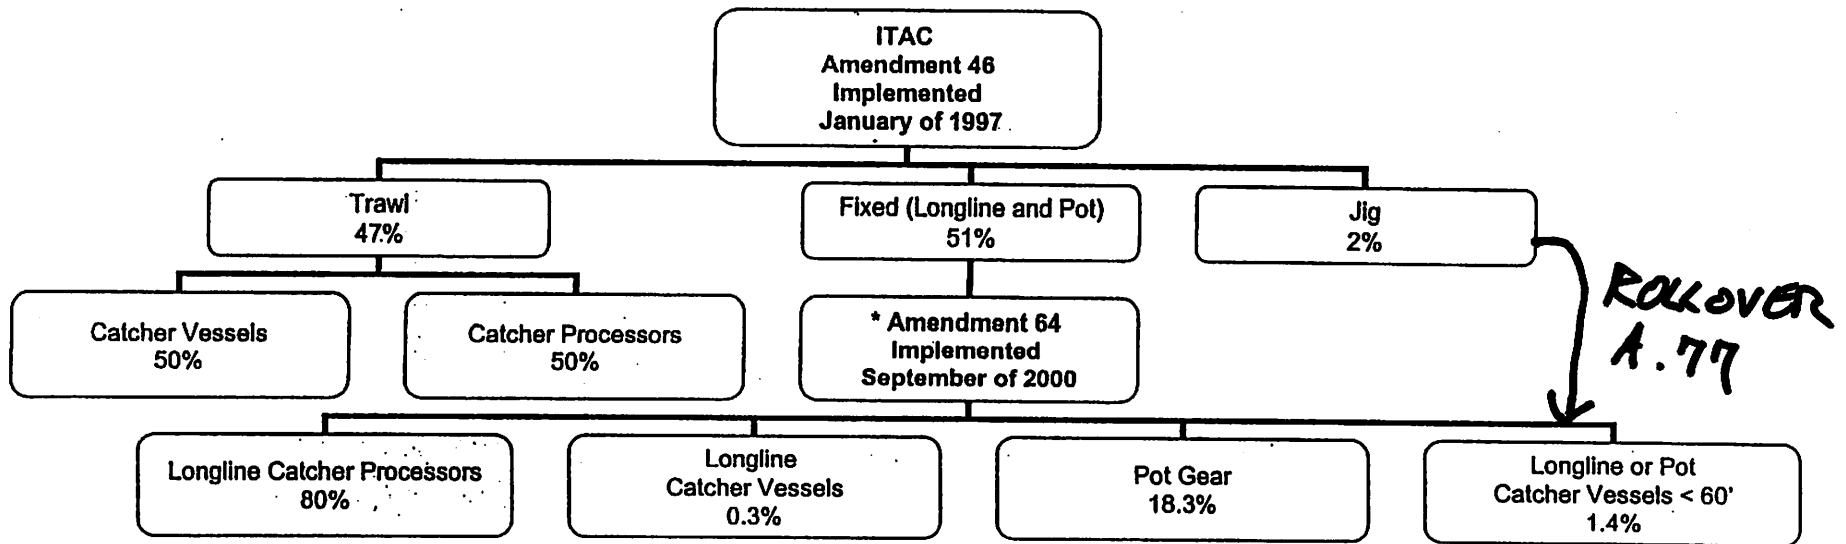 ITAC
Amendment 46
Implemented
January of 1997
Trawl
47%
Fixed (Longline and Pot)
51%
Jig
2%
Catcher Vessels
50%
Catcher Processors
50%
* Amendment 64
Implemented
September of 2000
ROLLOVER
A.77
Longline Catcher Processors
80%
Longline
Catcher Vessels
0.3%
Pot Gear
18.3%
Longline or Pot
Catcher Vessels < 60'
1.4%